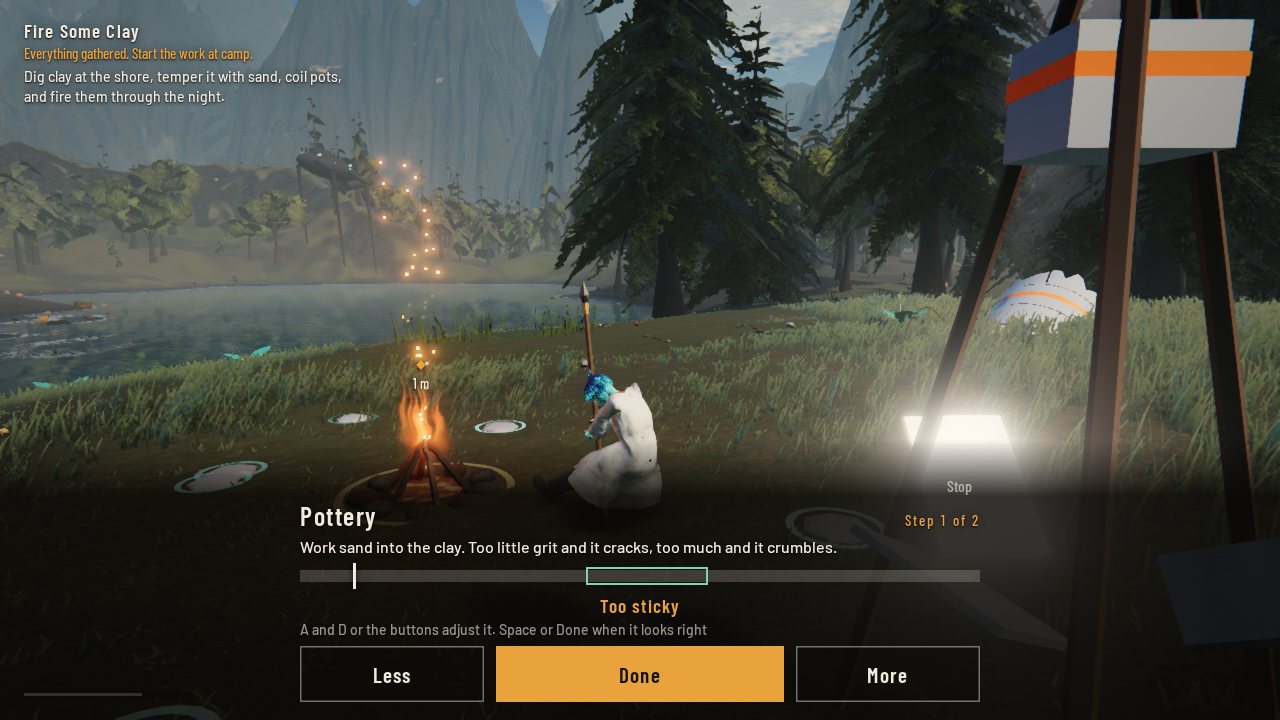 Fire Some Clay
Everything gathered. Start the work at camp.
Dig clay at the shore, temper it with sand, coil pots,
and fire them through the night.
1 m
Stop
Pottery
Step 1 of 2
Work sand into the clay. Too little grit and it cracks, too much and it crumbles.
Too sticky
A and D or the buttons adjust it. Space or Done when it looks right
Less
Done
More